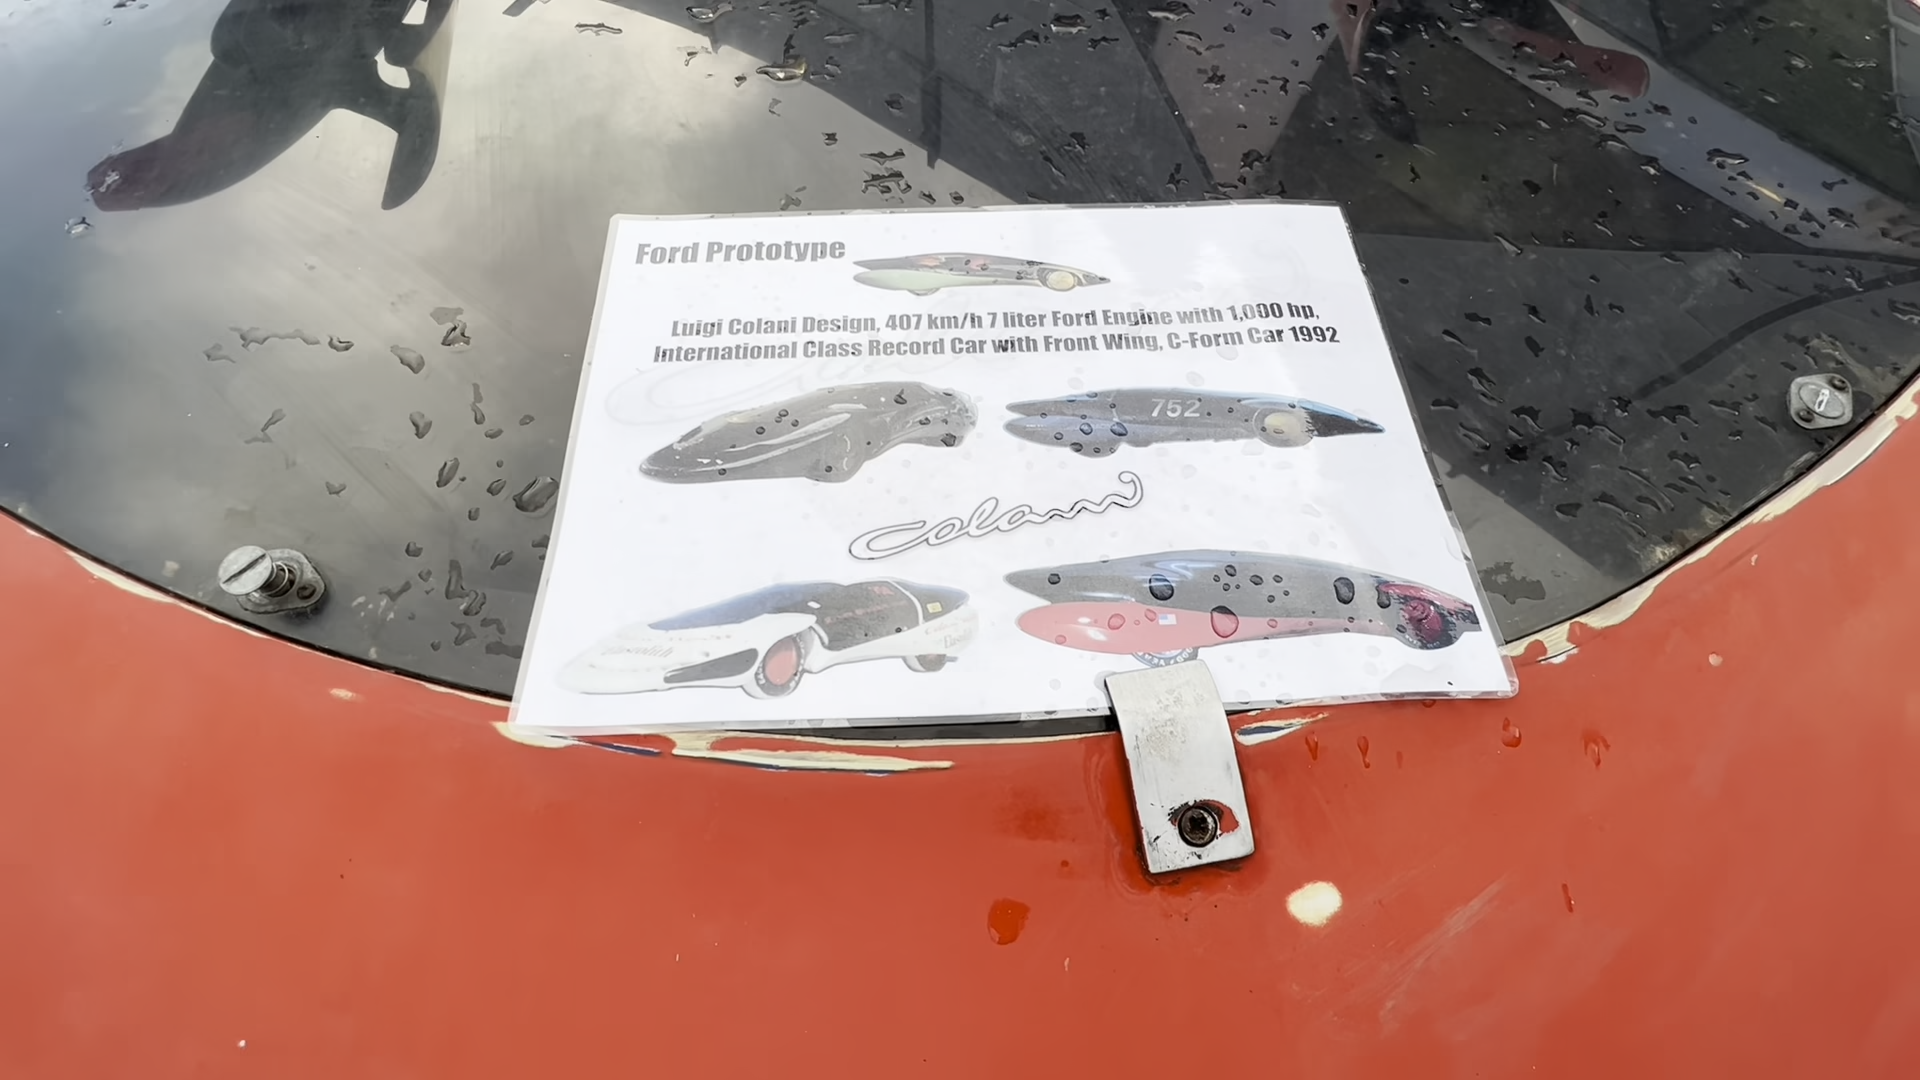 Ford Prototype
Luigi Colani Design, 407 km/h 7 liter Ford Engine with 1,000 hp,
International Class Record Car with Front Wing, C-Form Car 1992
752
Colani